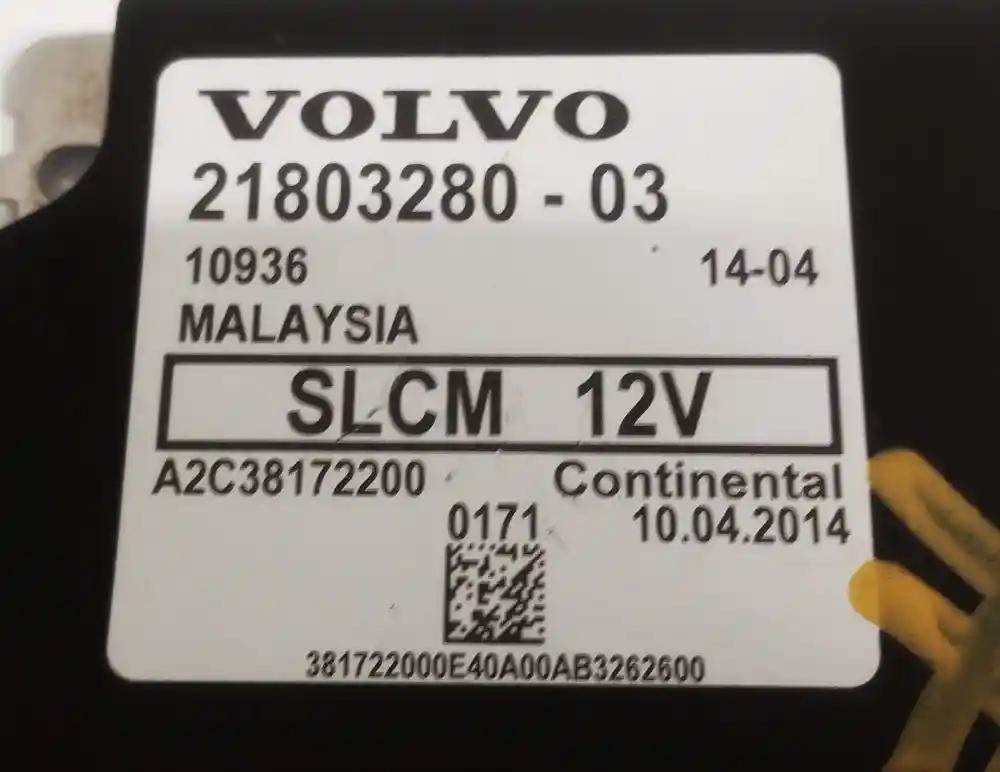 VOLVO
21803280 - 03
10936 14-04
MALAYSIA
SLCM 12V
A2C38172200 Continental
0171 10.04.2014
381722000E40A00AB3262600